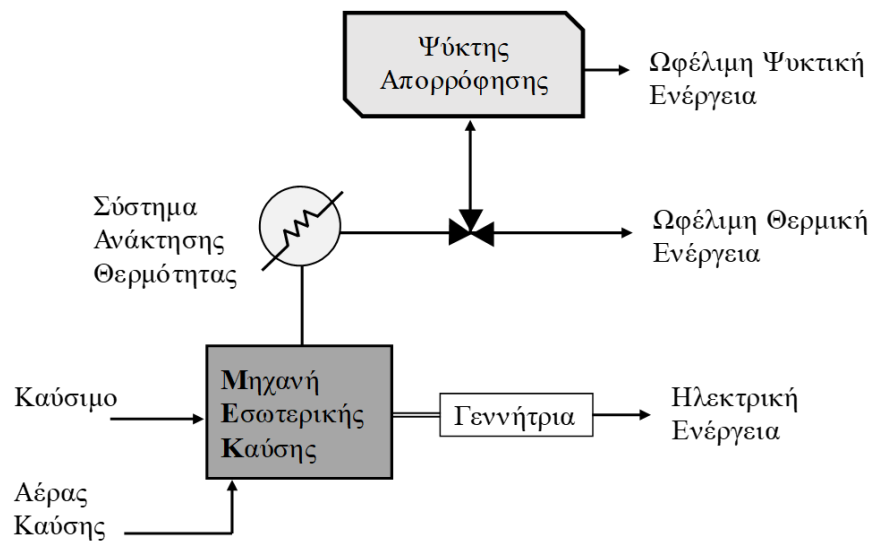 Ψύκτης
Απορρόφησης
Ωφέλιμη Ψυκτική
Ενέργεια
Σύστημα
Ανάκτησης
Θερμότητας
Ωφέλιμη Θερμική
Ενέργεια
Καύσιμο
Μηχανή
Εσωτερικής
Καύσης
Γεννήτρια
Ηλεκτρική
Ενέργεια
Αέρας
Καύσης